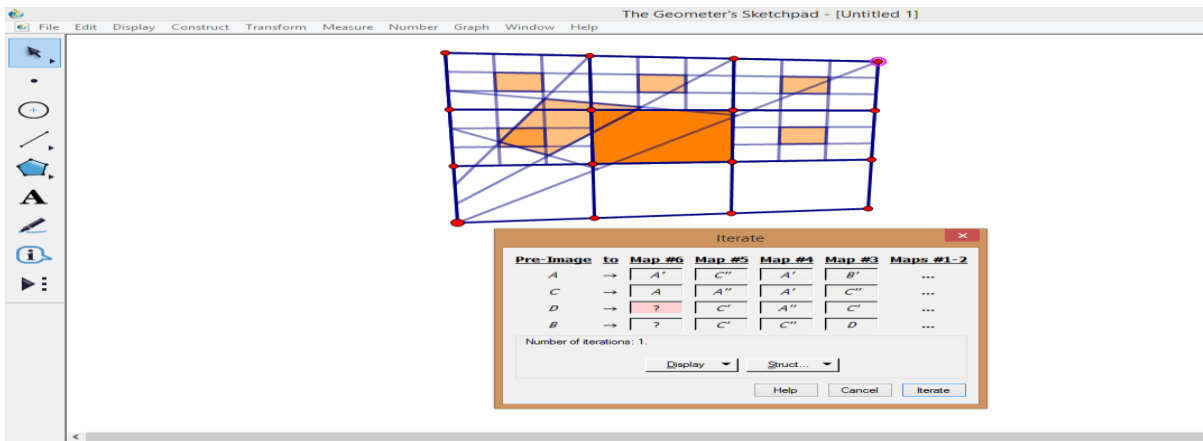 The Geometer's Sketchpad - [Untitled 1]
File Edit Display Construct Transform Measure Number Graph Window Help
A
Iterate
Pre-Image to Map #6 Map #5 Map #4 Map #3 Maps #1-2
A → A' C'' A' B' ...
C → A A'' A' C'' ...
D → ? C' A'' C' ...
B → ? C' C'' D ...
Number of iterations: 1.
Display Struct...
Help Cancel Iterate